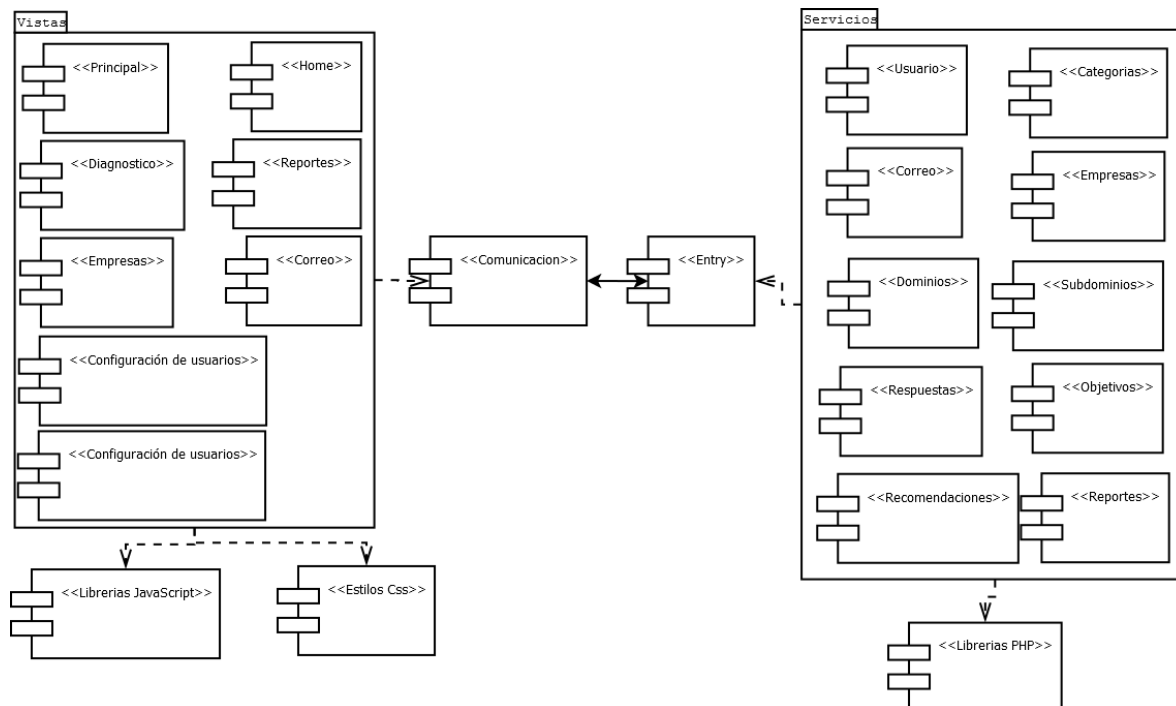 Vistas
<<Principal>>
<<Home>>
<<Diagnostico>>
<<Reportes>>
<<Empresas>>
<<Correo>>
<<Configuración de usuarios>>
<<Configuración de usuarios>>
<<Librerias JavaScript>>
<<Estilos Css>>
<<Comunicacion>>
<<Entry>>
Servicios
<<Usuario>>
<<Categorias>>
<<Correo>>
<<Empresas>>
<<Dominios>>
<<Subdominios>>
<<Respuestas>>
<<Objetivos>>
<<Recomendaciones>>
<<Reportes>>
<<Librerias PHP>>